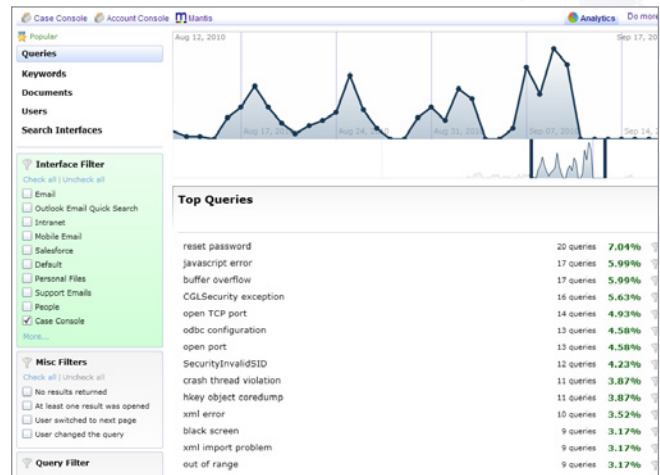 Case Console Account Console Mantis Analytics Do more
Popular
Queries
Keywords
Documents
Users
Search Interfaces
Interface Filter
Check all | Uncheck all
Email
Outlook Email Quick Search
Intranet
Mobile Email
Salesforce
Default
Personal Files
Support Emails
People
Case Console
More...
Misc Filters
Check all | Uncheck all
No results returned
At least one result was opened
User switched to next page
User changed the query
Query Filter
Aug 12, 2010 Sep 17, 20
Aug 17, 2010 Aug 24, 2010 Aug 31, 2010 Sep 07, 2010 Sep 14,
Top Queries
reset password 20 queries 7.04%
javascript error 17 queries 5.99%
buffer overflow 17 queries 5.99%
CGLSecurity exception 16 queries 5.63%
open TCP port 14 queries 4.93%
odbc configuration 13 queries 4.58%
open port 13 queries 4.58%
SecurityInvalidSID 12 queries 4.23%
crash thread violation 11 queries 3.87%
hkey object coredump 11 queries 3.87%
xml error 10 queries 3.52%
black screen 9 queries 3.17%
xml import problem 9 queries 3.17%
out of range 9 queries 3.17%